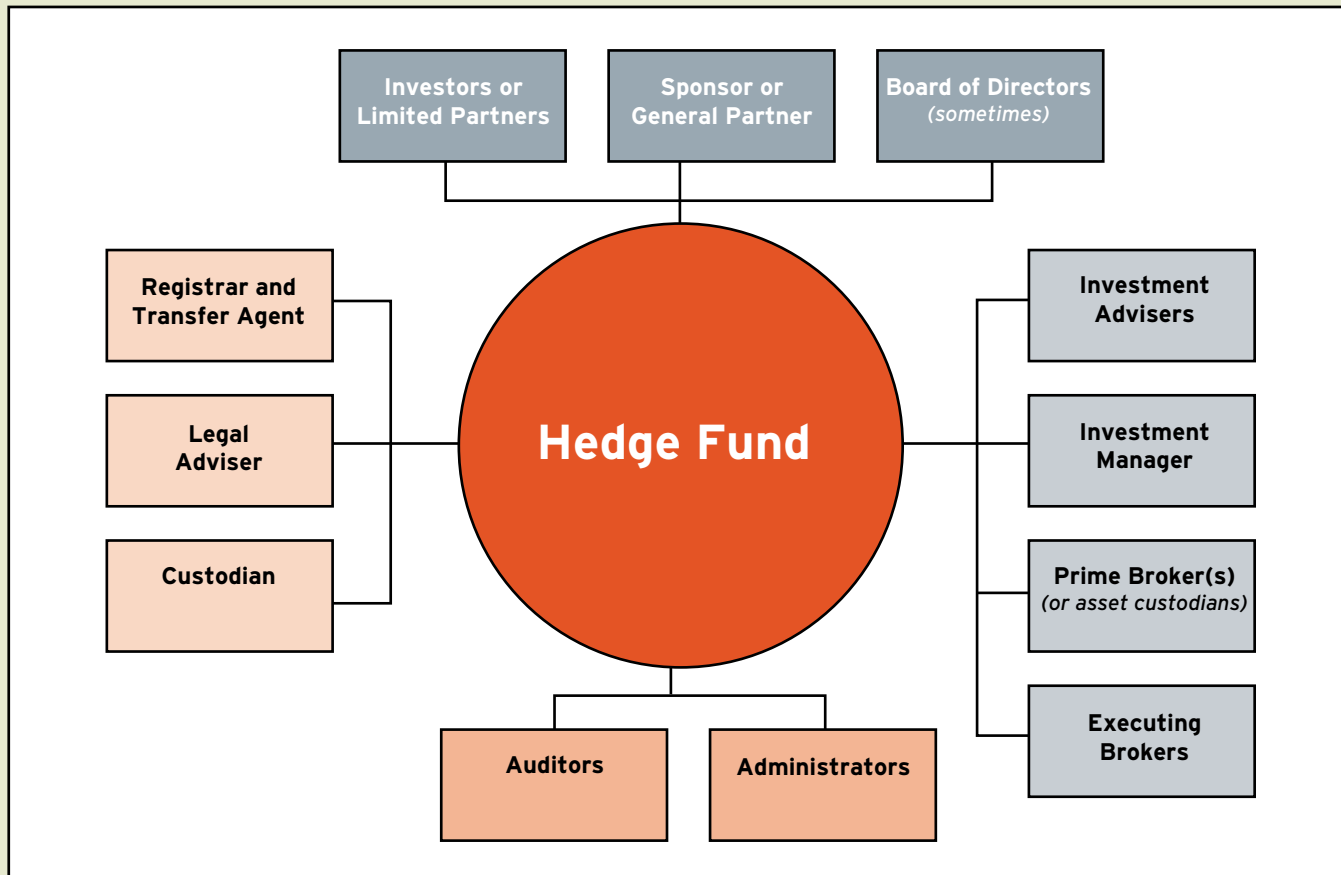 Investors or
Limited Partners
Sponsor or
General Partner
Board of Directors
(sometimes)
Registrar and
Transfer Agent
Legal
Adviser
Custodian
Hedge Fund
Investment
Advisers
Investment
Manager
Prime Broker(s)
(or asset custodians)
Executing
Brokers
Auditors
Administrators